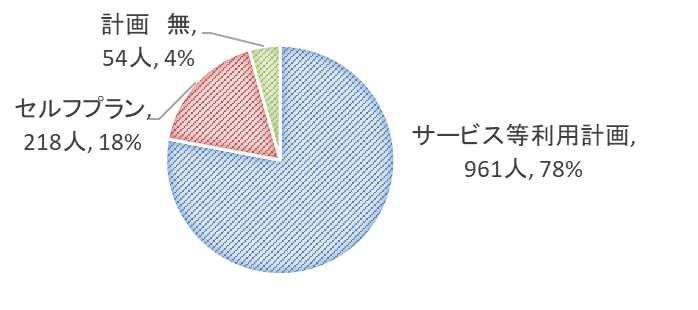 計画　無,
54人, 4%
セルフプラン,
218人, 18%
サービス等利用計画,
961人, 78%